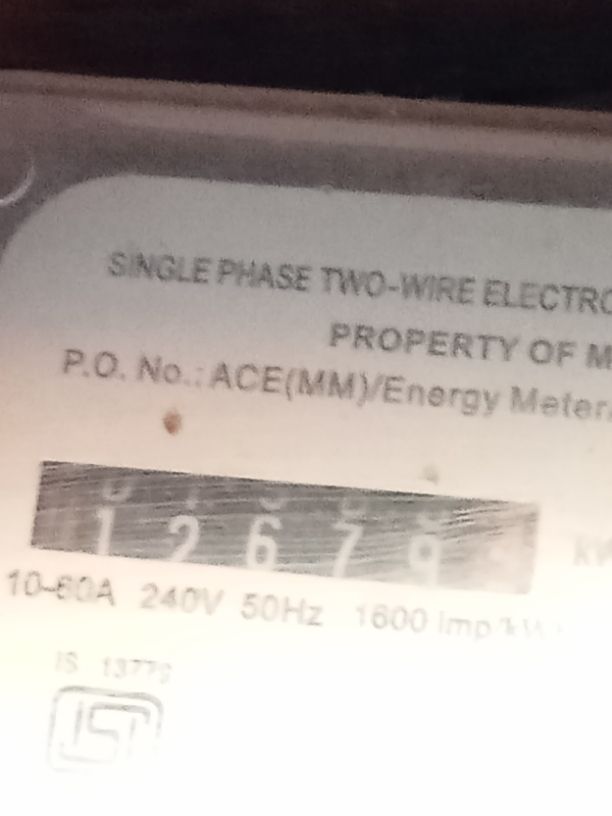 SINGLE PHASE TWO-WIRE ELECTRO
PROPERTY OF M
P.O. No.: ACE(MM)/Energy Meter
12679
10-60A 240V 50Hz 1600 imp/kW
IS 13779
ISI